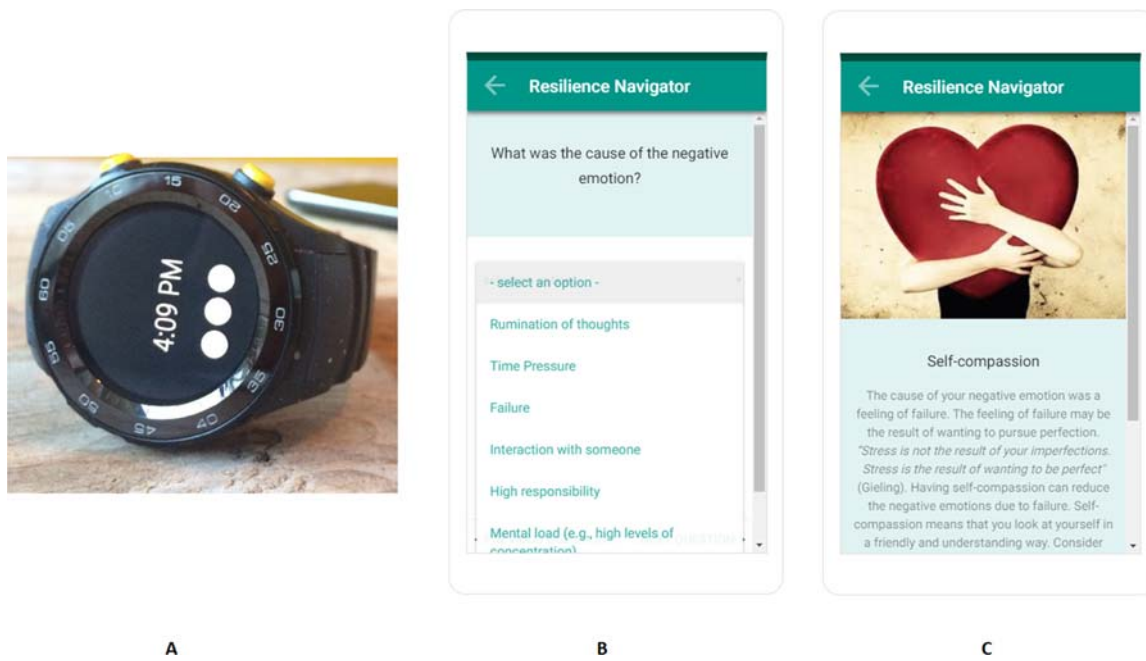 60
05
10
15
20
25
30
35
40
45
50
55
4:09 PM
A
Resilience Navigator
What was the cause of the negative
emotion?
- select an option -
Rumination of thoughts
Time Pressure
Failure
Interaction with someone
High responsibility
Mental load (e.g., high levels of
concentration)
B
Resilience Navigator
Self-compassion
The cause of your negative emotion was a
feeling of failure. The feeling of failure may be
the result of wanting to pursue perfection.
"Stress is not the result of your imperfections.
Stress is the result of wanting to be perfect"
(Gieling). Having self-compassion can reduce
the negative emotions due to failure. Self-
compassion means that you look at yourself in
a friendly and understanding way. Consider
C